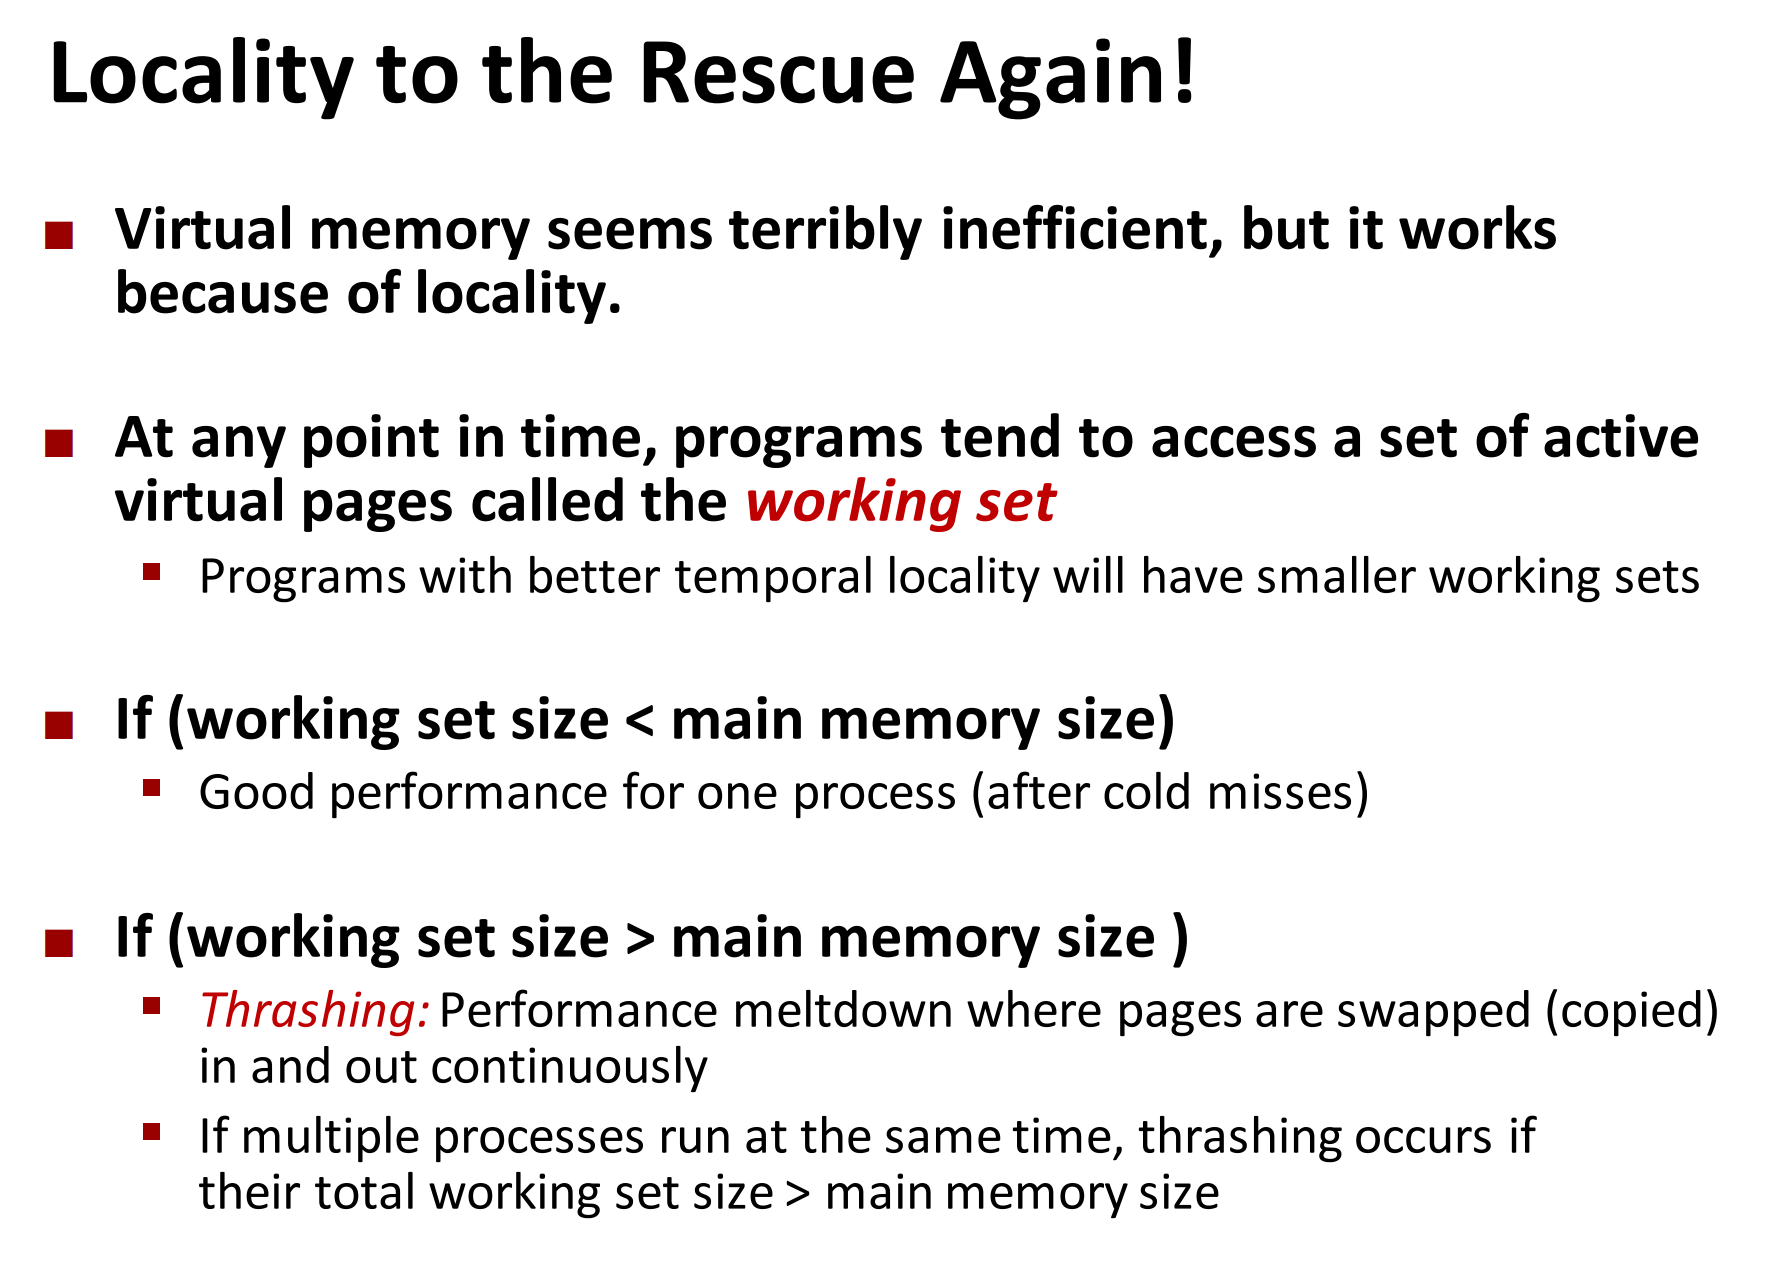 Locality to the Rescue Again!
Virtual memory seems terribly inefficient, but it works
because of locality.
At any point in time, programs tend to access a set of active
virtual pages called the working set
Programs with better temporal locality will have smaller working sets
If (working set size < main memory size)
Good performance for one process (after cold misses)
If (working set size > main memory size )
Thrashing: Performance meltdown where pages are swapped (copied)
in and out continuously
If multiple processes run at the same time, thrashing occurs if
their total working set size > main memory size